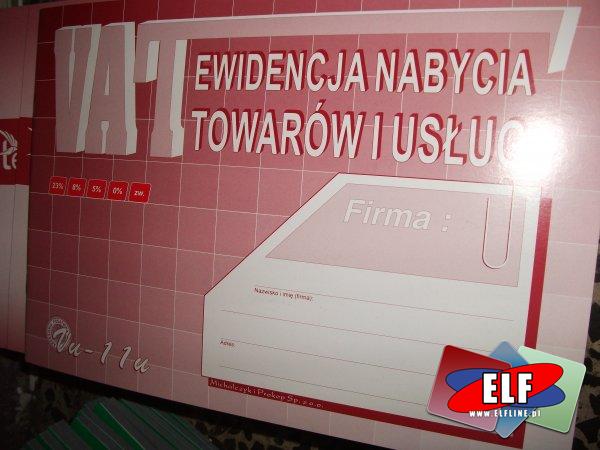 VAT
EWIDENCJA NABYCIA
TOWARÓW I USŁUG
23% 8% 5% 0% zw.
Firma :
Nazwisko i imię (firma):
Adres
Vu-11u
Michalczyk i Prokop Sp. z o.o.
ELF
www.ELFLINE.pl